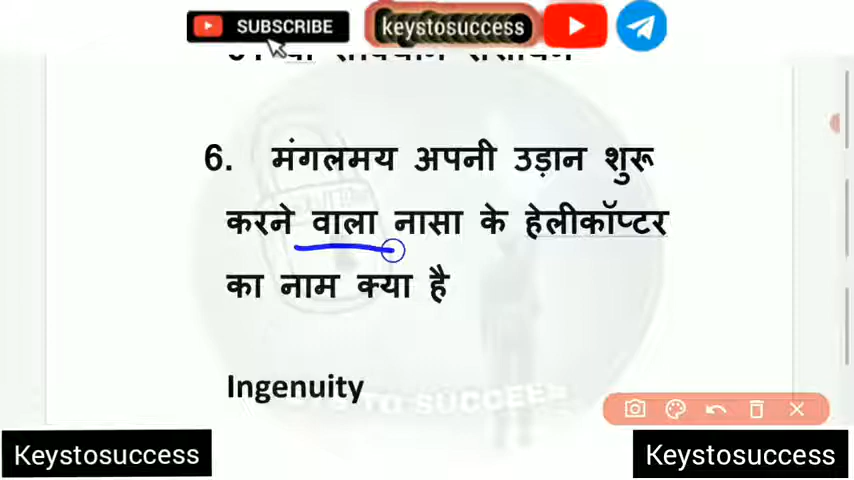 SUBSCRIBE
keystosuccess
6. मंगलमय अपनी उड़ान शुरू
करने वाला नासा के हेलीकॉप्टर
का नाम क्या है
Ingenuity
Keystosuccess
Keystosuccess